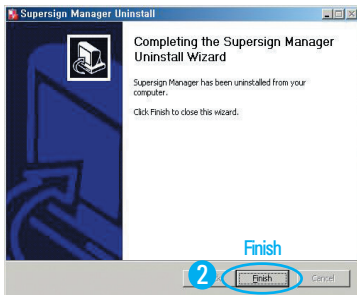 Supersign Manager Uninstall
Completing the Supersign Manager
Uninstall Wizard
Supersign Manager has been uninstalled from your
computer.
Click Finish to close this wizard.
Finish
2
Finish
Cancel